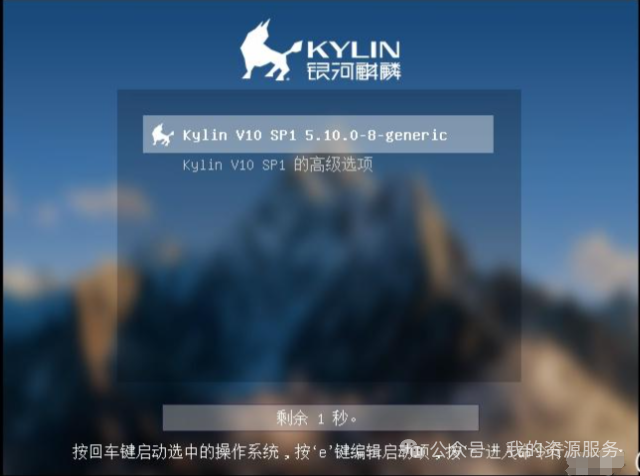 KYLIN
银河麒麟
Kylin V10 SP1 5.10.0-8-generic
Kylin V10 SP1 的高级选项
剩余 1 秒。
按回车键启动选中的操作系统,按‘e’键编辑启动项,按
公众号 · 我的资源服务